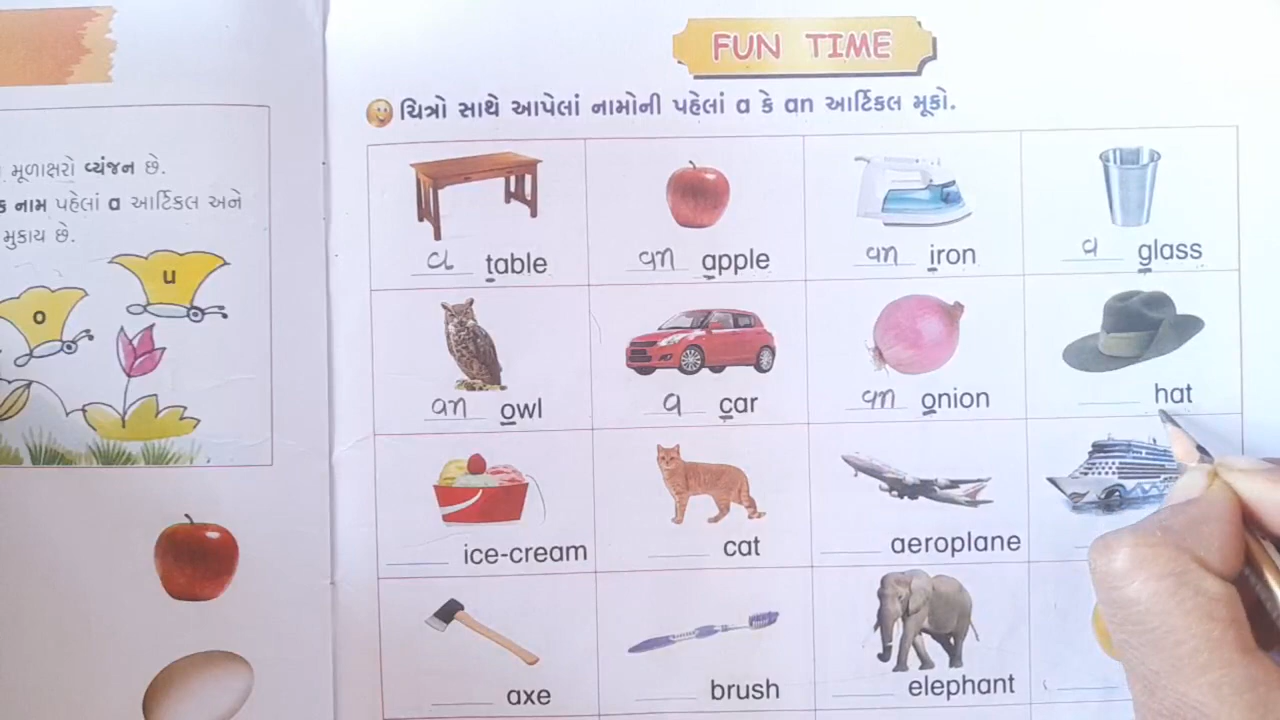 FUN TIME
ચિત્રો સાથે આપેલાં નામોની પહેલાં a કે an આર્ટિકલ મૂકો.
મૂળાક્ષરો વ્યંજન છે.
નામ પહેલાં a આર્ટિકલ અને
મુકાય છે.
u
o
a table
an apple
an iron
a glass
an owl
a car
an onion
hat
ice-cream
cat
aeroplane
axe
brush
elephant